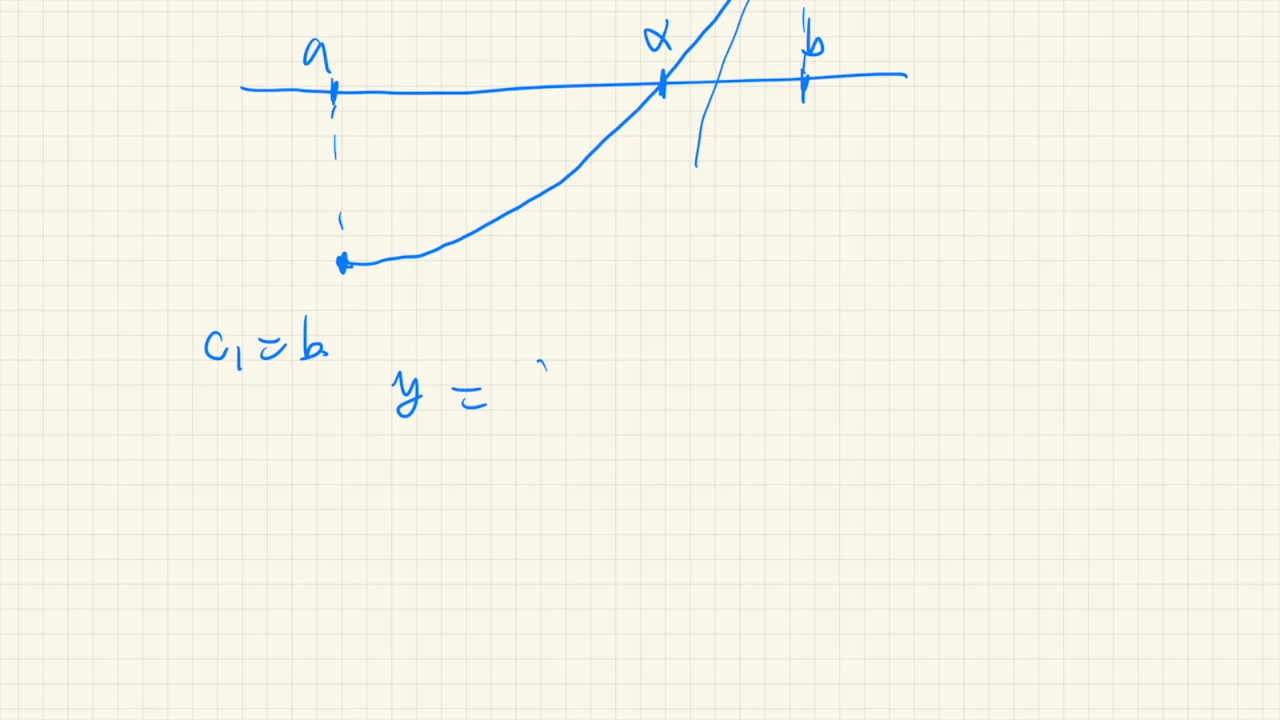 a α b
c₁ = b
y =